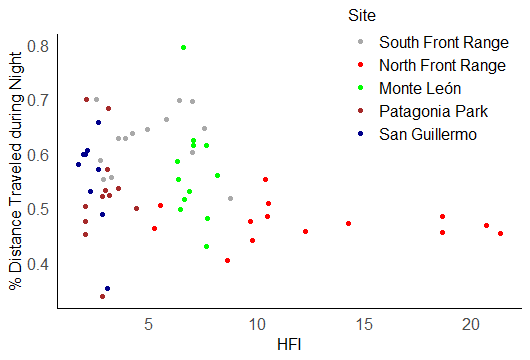 Site
South Front Range
North Front Range
Monte León
Patagonia Park
San Guillermo
% Distance Traveled during Night
0.8
0.7
0.6
0.5
0.4
5 10 15 20
HFI